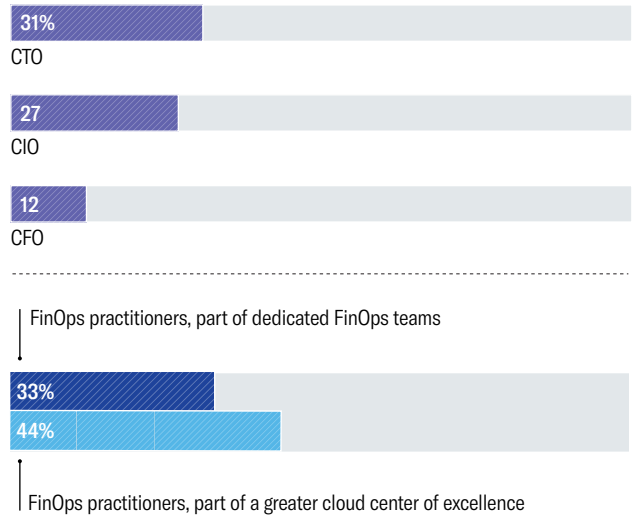 31%
CTO
27
CIO
12
CFO
FinOps practitioners, part of dedicated FinOps teams
33%
44%
FinOps practitioners, part of a greater cloud center of excellence